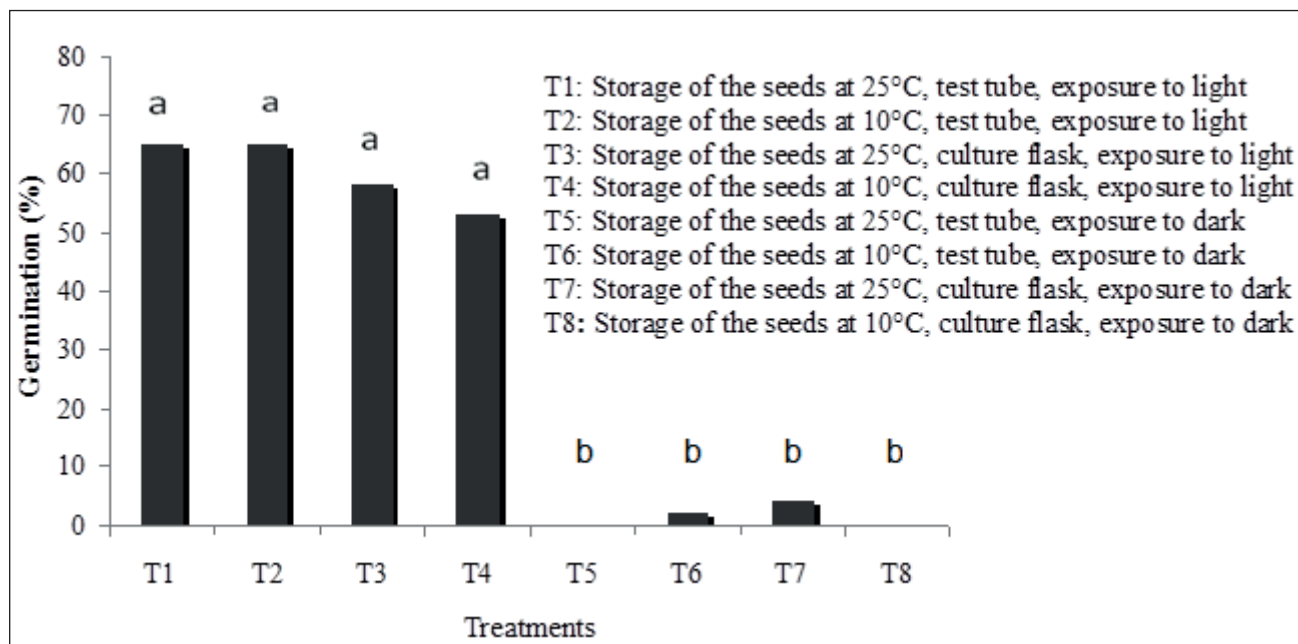 80
70
60
50
40
30
20
10
0
Germination (%)
a a a a b b b b
T1 T2 T3 T4 T5 T6 T7 T8
Treatments
T1: Storage of the seeds at 25°C, test tube, exposure to light
T2: Storage of the seeds at 10°C, test tube, exposure to light
T3: Storage of the seeds at 25°C, culture flask, exposure to light
T4: Storage of the seeds at 10°C, culture flask, exposure to light
T5: Storage of the seeds at 25°C, test tube, exposure to dark
T6: Storage of the seeds at 10°C, test tube, exposure to dark
T7: Storage of the seeds at 25°C, culture flask, exposure to dark
T8: Storage of the seeds at 10°C, culture flask, exposure to dark